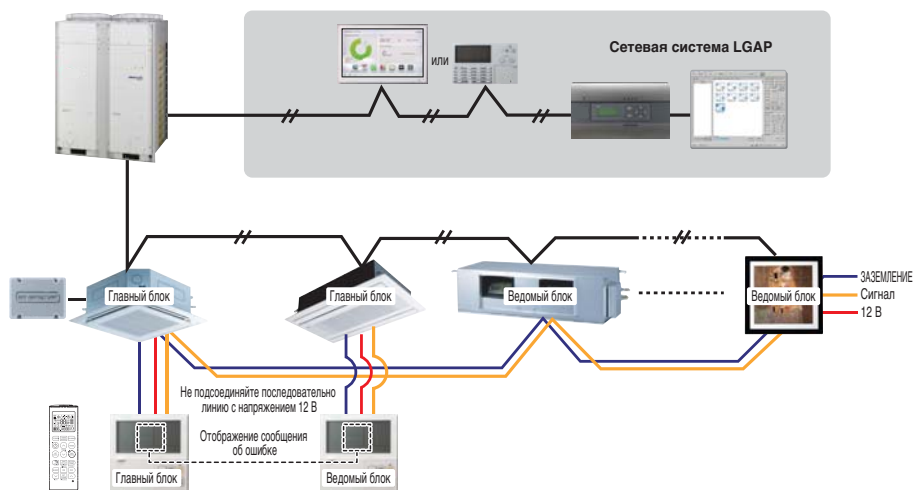 Сетевая система LGAP
или
Главный блок
Главный блок
Ведомый блок
Ведомый блок
ЗАЗЕМЛЕНИЕ
Сигнал
12 В
Не подсоединяйте последовательно
линию с напряжением 12 В
Отображение сообщения
об ошибке
Главный блок
Ведомый блок